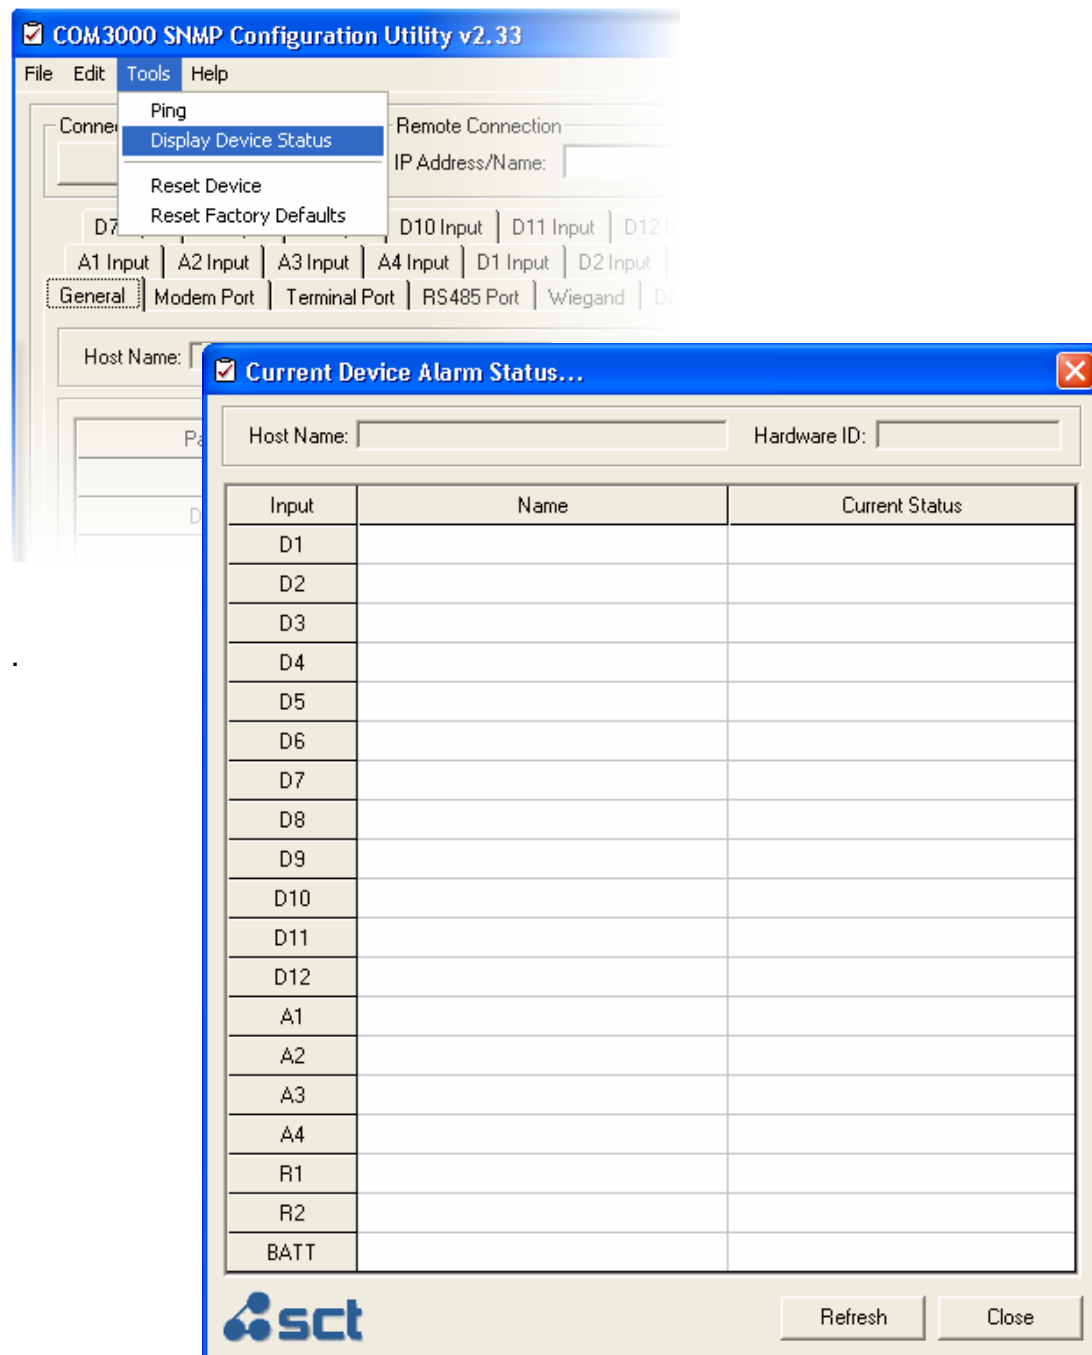 COM3000 SNMP Configuration Utility v2.33
File Edit Tools Help
Ping
Display Device Status
Reset Device
Reset Factory Defaults
Remote Connection
IP Address/Name:
D10 Input D11 Input D12
A1 Input A2 Input A3 Input A4 Input D1 Input D2 Input
General Modem Port Terminal Port RS485 Port Wiegand
Host Name:
Current Device Alarm Status...
Host Name: Hardware ID:
Input Name Current Status
D1
D2
D3
D4
D5
D6
D7
D8
D9
D10
D11
D12
A1
A2
A3
A4
R1
R2
BATT
sct
Refresh Close